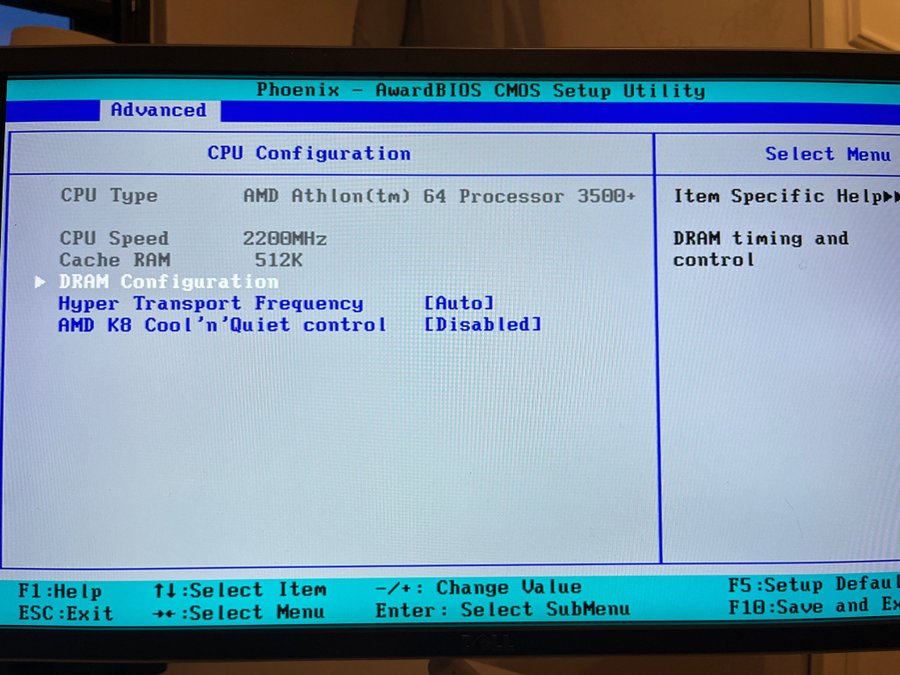 Phoenix - AwardBIOS CMOS Setup Utility
Advanced
CPU Configuration
Select Menu
CPU Type AMD Athlon(tm) 64 Processor 3500+
Item Specific Help▶▶
CPU Speed 2200MHz
DRAM timing and
Cache RAM 512K
control
▶ DRAM Configuration
Hyper Transport Frequency [Auto]
AMD K8 Cool'n'Quiet control [Disabled]
F1:Help ↑↓:Select Item -/+: Change Value F5:Setup Defaul
ESC:Exit →←:Select Menu Enter: Select SubMenu F10:Save and Ex
DELL